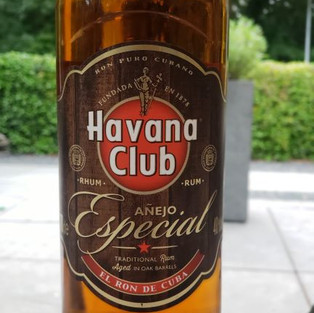 RON PURO CUBANO
FUNDADA EN 1878
Havana
Club
RHUM RUM
AÑEJO
Especial
TRADITIONAL Rum
Aged IN OAK BARRELS
EL RON DE CUBA